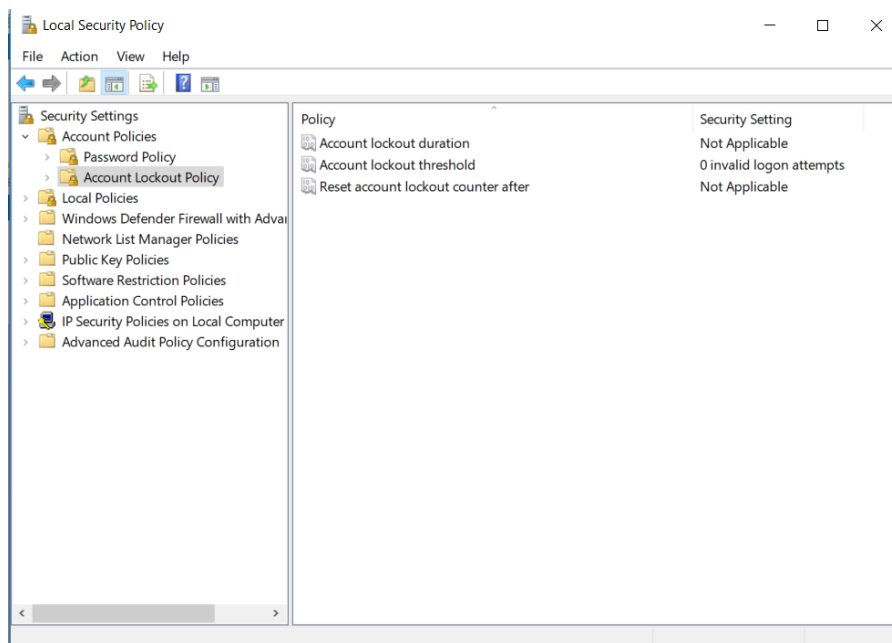 Local Security Policy
File Action View Help
Security Settings
Account Policies
Password Policy
Account Lockout Policy
Local Policies
Windows Defender Firewall with Adva
Network List Manager Policies
Public Key Policies
Software Restriction Policies
Application Control Policies
IP Security Policies on Local Computer
Advanced Audit Policy Configuration
Policy Security Setting
Account lockout duration Not Applicable
Account lockout threshold 0 invalid logon attempts
Reset account lockout counter after Not Applicable